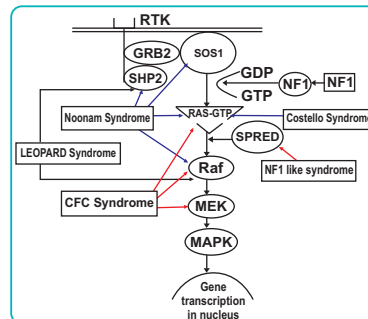 RTK
GRB2
SOS1
SHP2
GDP
GTP
NF1
NF1
Noonam Syndrome
RAS-GTP
Costello Syndrome
SPRED
LEOPARD Syndrome
Raf
NF1 like syndrome
CFC Syndrome
MEK
MAPK
Gene
transcription
in nucleus